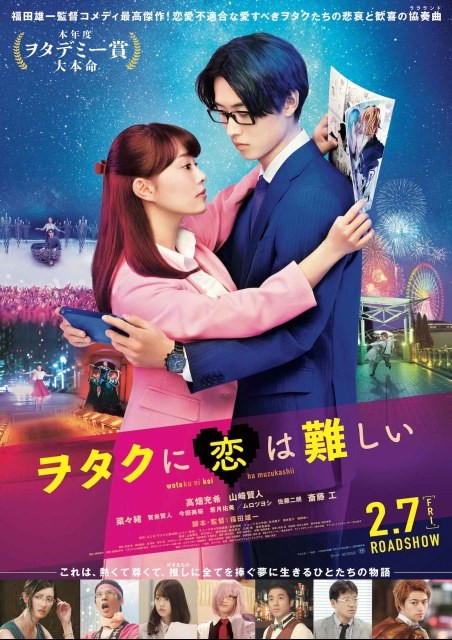 福田雄一監督コメディ最高傑作!恋愛不適合な愛すべきヲタクたちの悲哀と歓喜の協奏曲
ララランド
本年度
ヲタデミー賞
大本命
ヲタクに恋は難しい
wotaku ni koi ha muzukashii
高畑充希 山﨑賢人
菜々緒 賀来賢人 今田美桜 若月佑美 ムロツヨシ 佐藤二朗 斎藤 工
脚本・監督:福田雄一
2.7 [FRI.]
ROADSHOW
これは、熱くて尊くて、推しに全てを捧ぐ夢に生きるひとたちの物語